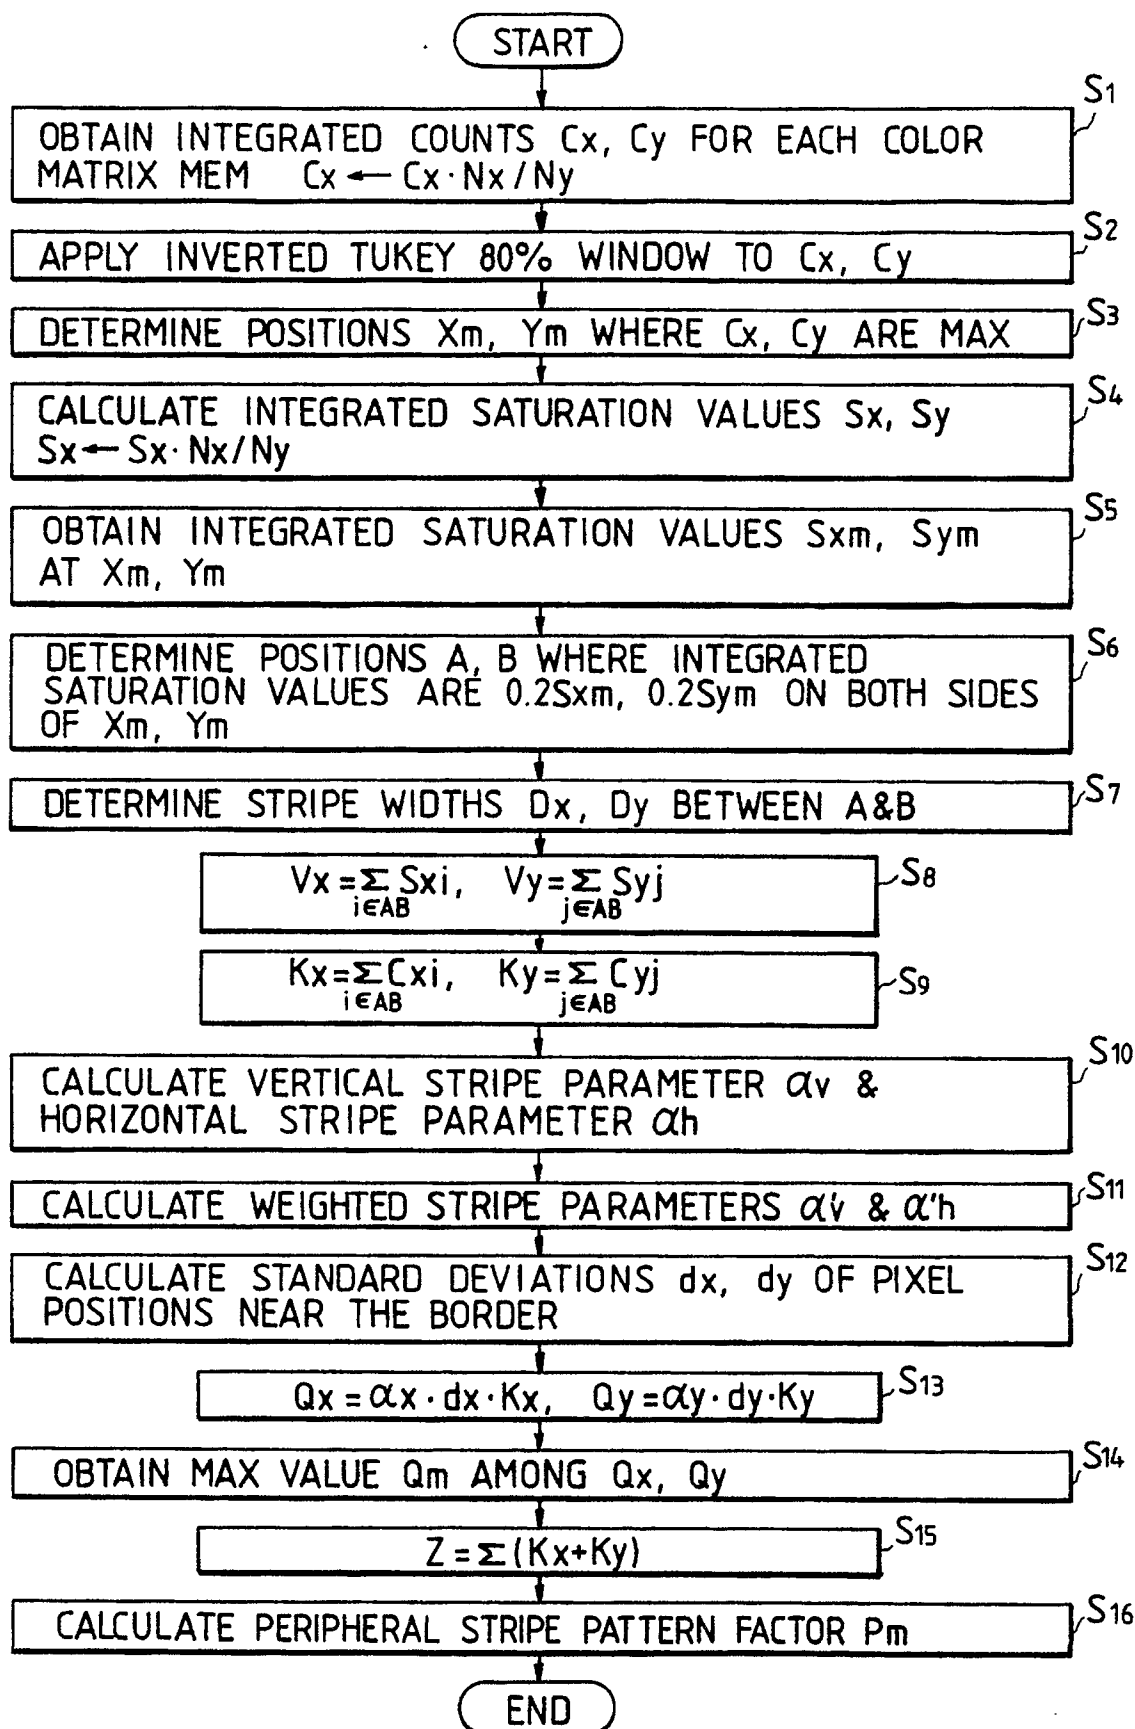 START
S1
OBTAIN INTEGRATED COUNTS Cx, Cy FOR EACH COLOR
MATRIX MEM Cx ← Cx · Nx / Ny
S2
APPLY INVERTED TUKEY 80% WINDOW TO Cx, Cy
S3
DETERMINE POSITIONS Xm, Ym WHERE Cx, Cy ARE MAX
S4
CALCULATE INTEGRATED SATURATION VALUES Sx, Sy
Sx ← Sx · Nx / Ny
S5
OBTAIN INTEGRATED SATURATION VALUES Sxm, Sym
AT Xm, Ym
S6
DETERMINE POSITIONS A, B WHERE INTEGRATED
SATURATION VALUES ARE 0.2Sxm, 0.2Sym ON BOTH SIDES
OF Xm, Ym
S7
DETERMINE STRIPE WIDTHS Dx, Dy BETWEEN A&B
S8
Vx = Σ Sxi, Vy = Σ Syj
i∈AB j∈AB
S9
Kx = Σ Cxi, Ky = Σ Cyj
i∈AB j∈AB
S10
CALCULATE VERTICAL STRIPE PARAMETER αv &
HORIZONTAL STRIPE PARAMETER αh
S11
CALCULATE WEIGHTED STRIPE PARAMETERS α'v & α'h
S12
CALCULATE STANDARD DEVIATIONS dx, dy OF PIXEL
POSITIONS NEAR THE BORDER
S13
Qx = αx · dx · Kx, Qy = αy · dy · Ky
S14
OBTAIN MAX VALUE Qm AMONG Qx, Qy
S15
Z = Σ (Kx+Ky)
S16
CALCULATE PERIPHERAL STRIPE PATTERN FACTOR Pm
END